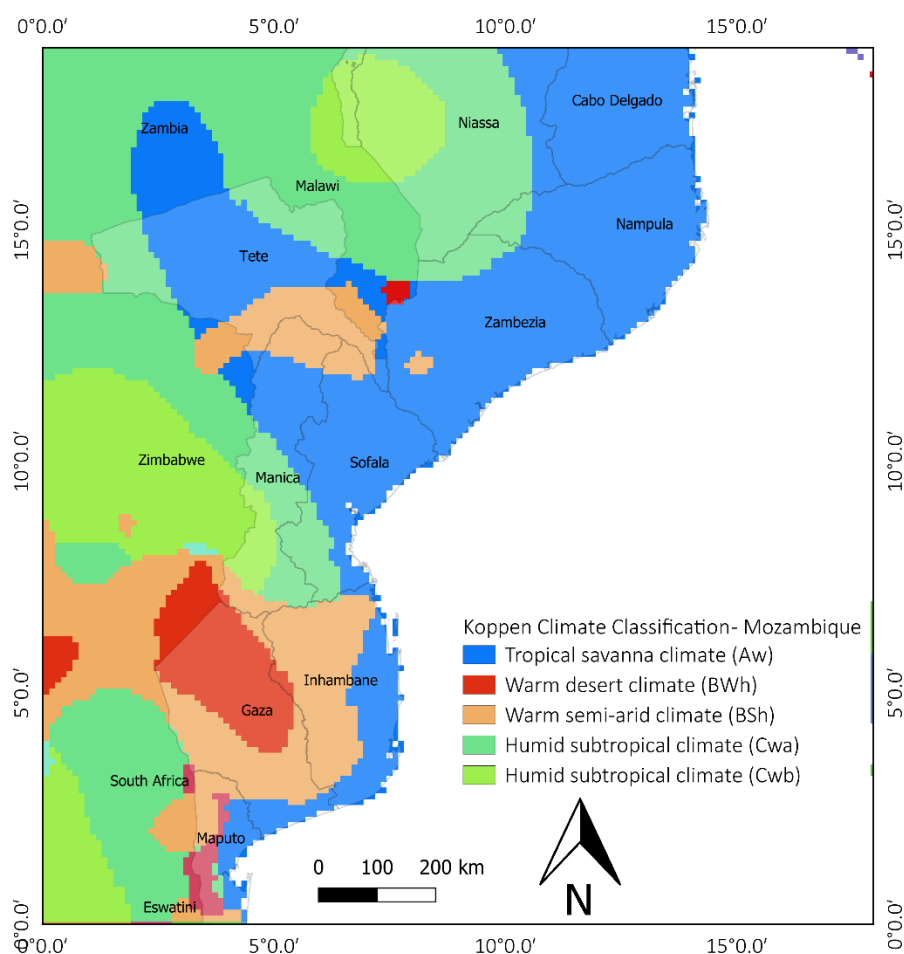 0°0.0′ 5°0.0′ 10°0.0′ 15°0.0′
Cabo Delgado
Niassa
Zambia
Malawi
15°0.0′
15°0.0′
Nampula
Tete
Zambezia
10°0.0′
10°0.0′
Zimbabwe
Sofala
Manica
Koppen Climate Classification- Mozambique
Tropical savanna climate (Aw)
Warm desert climate (BWh)
Warm semi-arid climate (BSh)
Humid subtropical climate (Cwa)
Humid subtropical climate (Cwb)
5°0.0′
5°0.0′
Inhambane
Gaza
South Africa
Maputo
0 100 200 km
N
Eswatini
0°0.0′
0°0.0′
0°0.0′ 5°0.0′ 10°0.0′ 15°0.0′